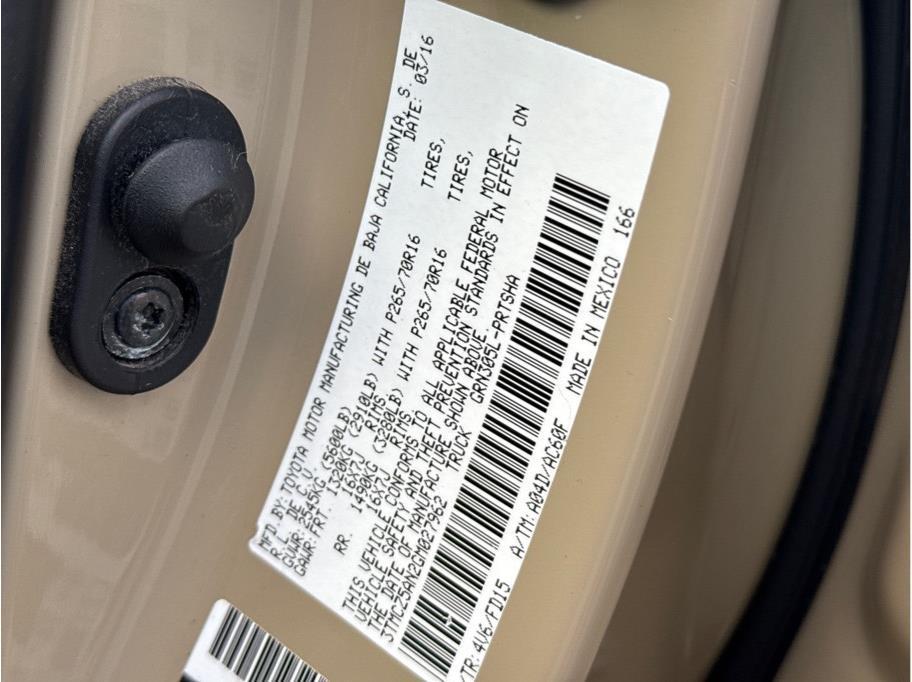 MFD. BY: TOYOTA MOTOR MANUFACTURING DE BAJA CALIFORNIA, S. DE
R.L. DE C.V. DATE: 03/16
GVWR: 2545KG (5600LB)
GAWR: FRT. 1320KG (2910LB) WITH P265/70R16 TIRES,
16X7J RIMS
RR. 1490KG (3280LB) WITH P265/70R16 TIRES,
16X7J RIMS
THIS VEHICLE CONFORMS TO ALL APPLICABLE FEDERAL MOTOR
VEHICLE SAFETY AND THEFT PREVENTION STANDARDS IN EFFECT ON
THE DATE OF MANUFACTURE SHOWN ABOVE
3TMCZ5AN2GM027962 TRUCK GRN305L-PRTSHA
/TR: 4V6/FD15 A/TM: A04D/AC60F MADE IN MEXICO 166